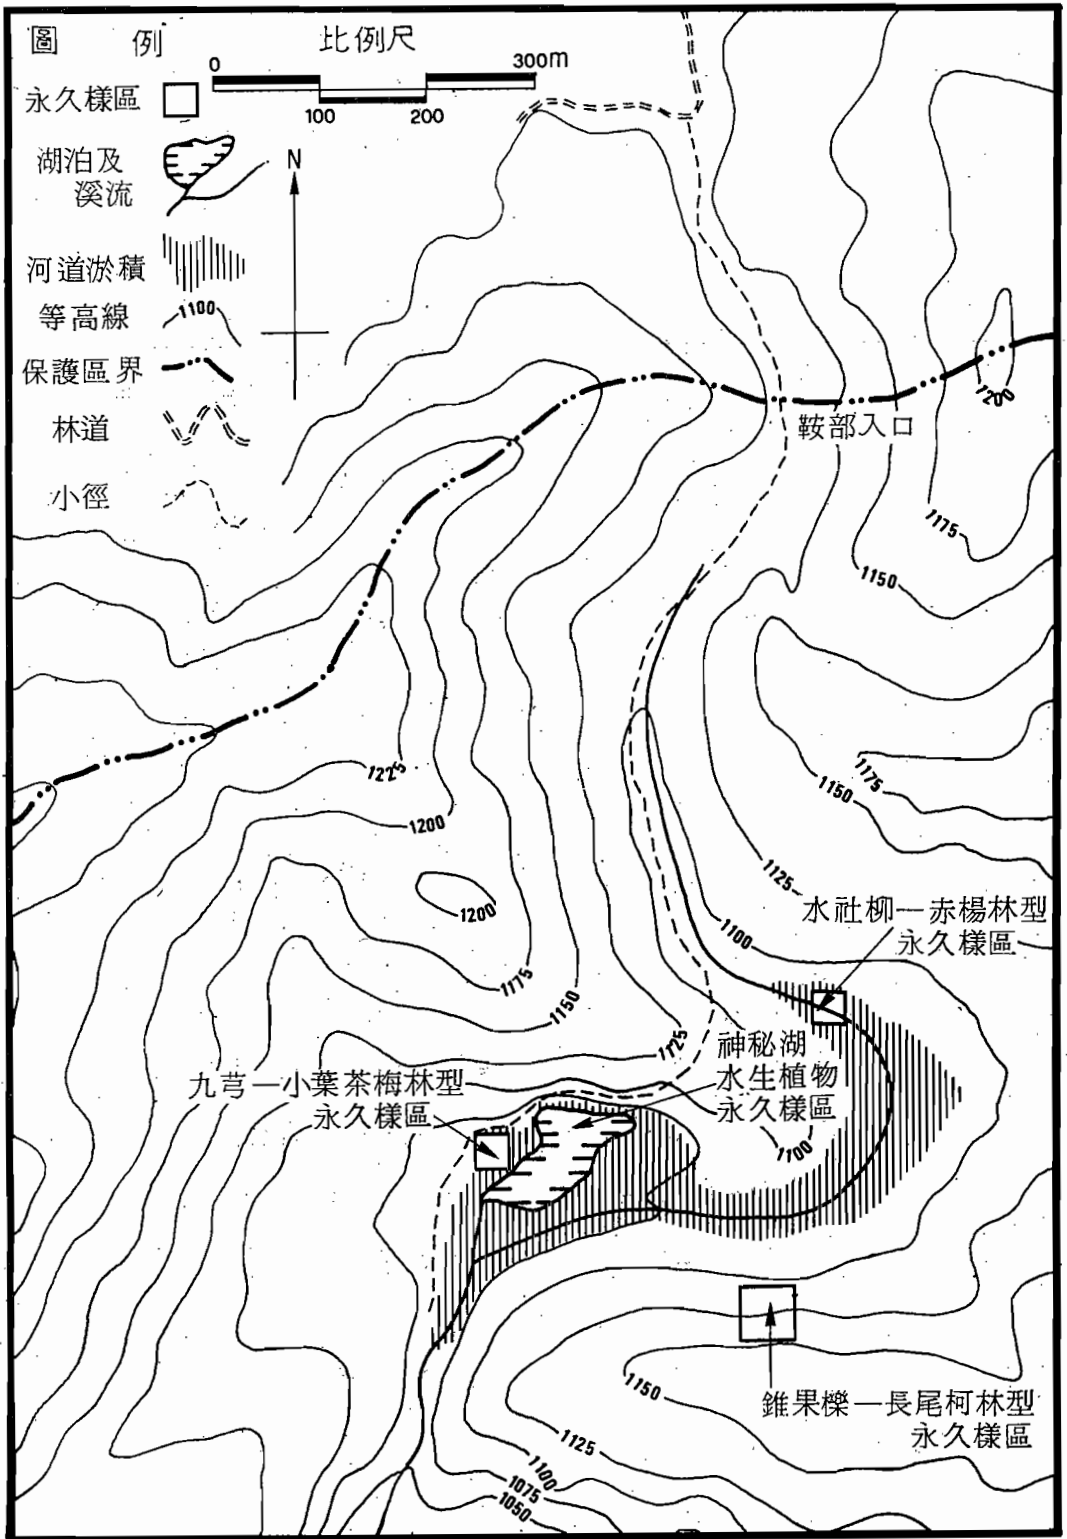 圖 例
比例尺
0 300m
100 200
永久樣區
湖泊及
溪流
N
河道淤積
等高線
1100
保護區界
林道
小徑
鞍部入口
1200
1175
1150
1225
1200
1200
1175
1150
1175
1150
1125
1100
水社柳—赤楊林型
永久樣區
1125
神秘湖
水生植物
永久樣區
九芎—小葉茶梅林型
永久樣區
1100
1150
錐果櫟—長尾柯林型
永久樣區
1125
1100
1075
1050